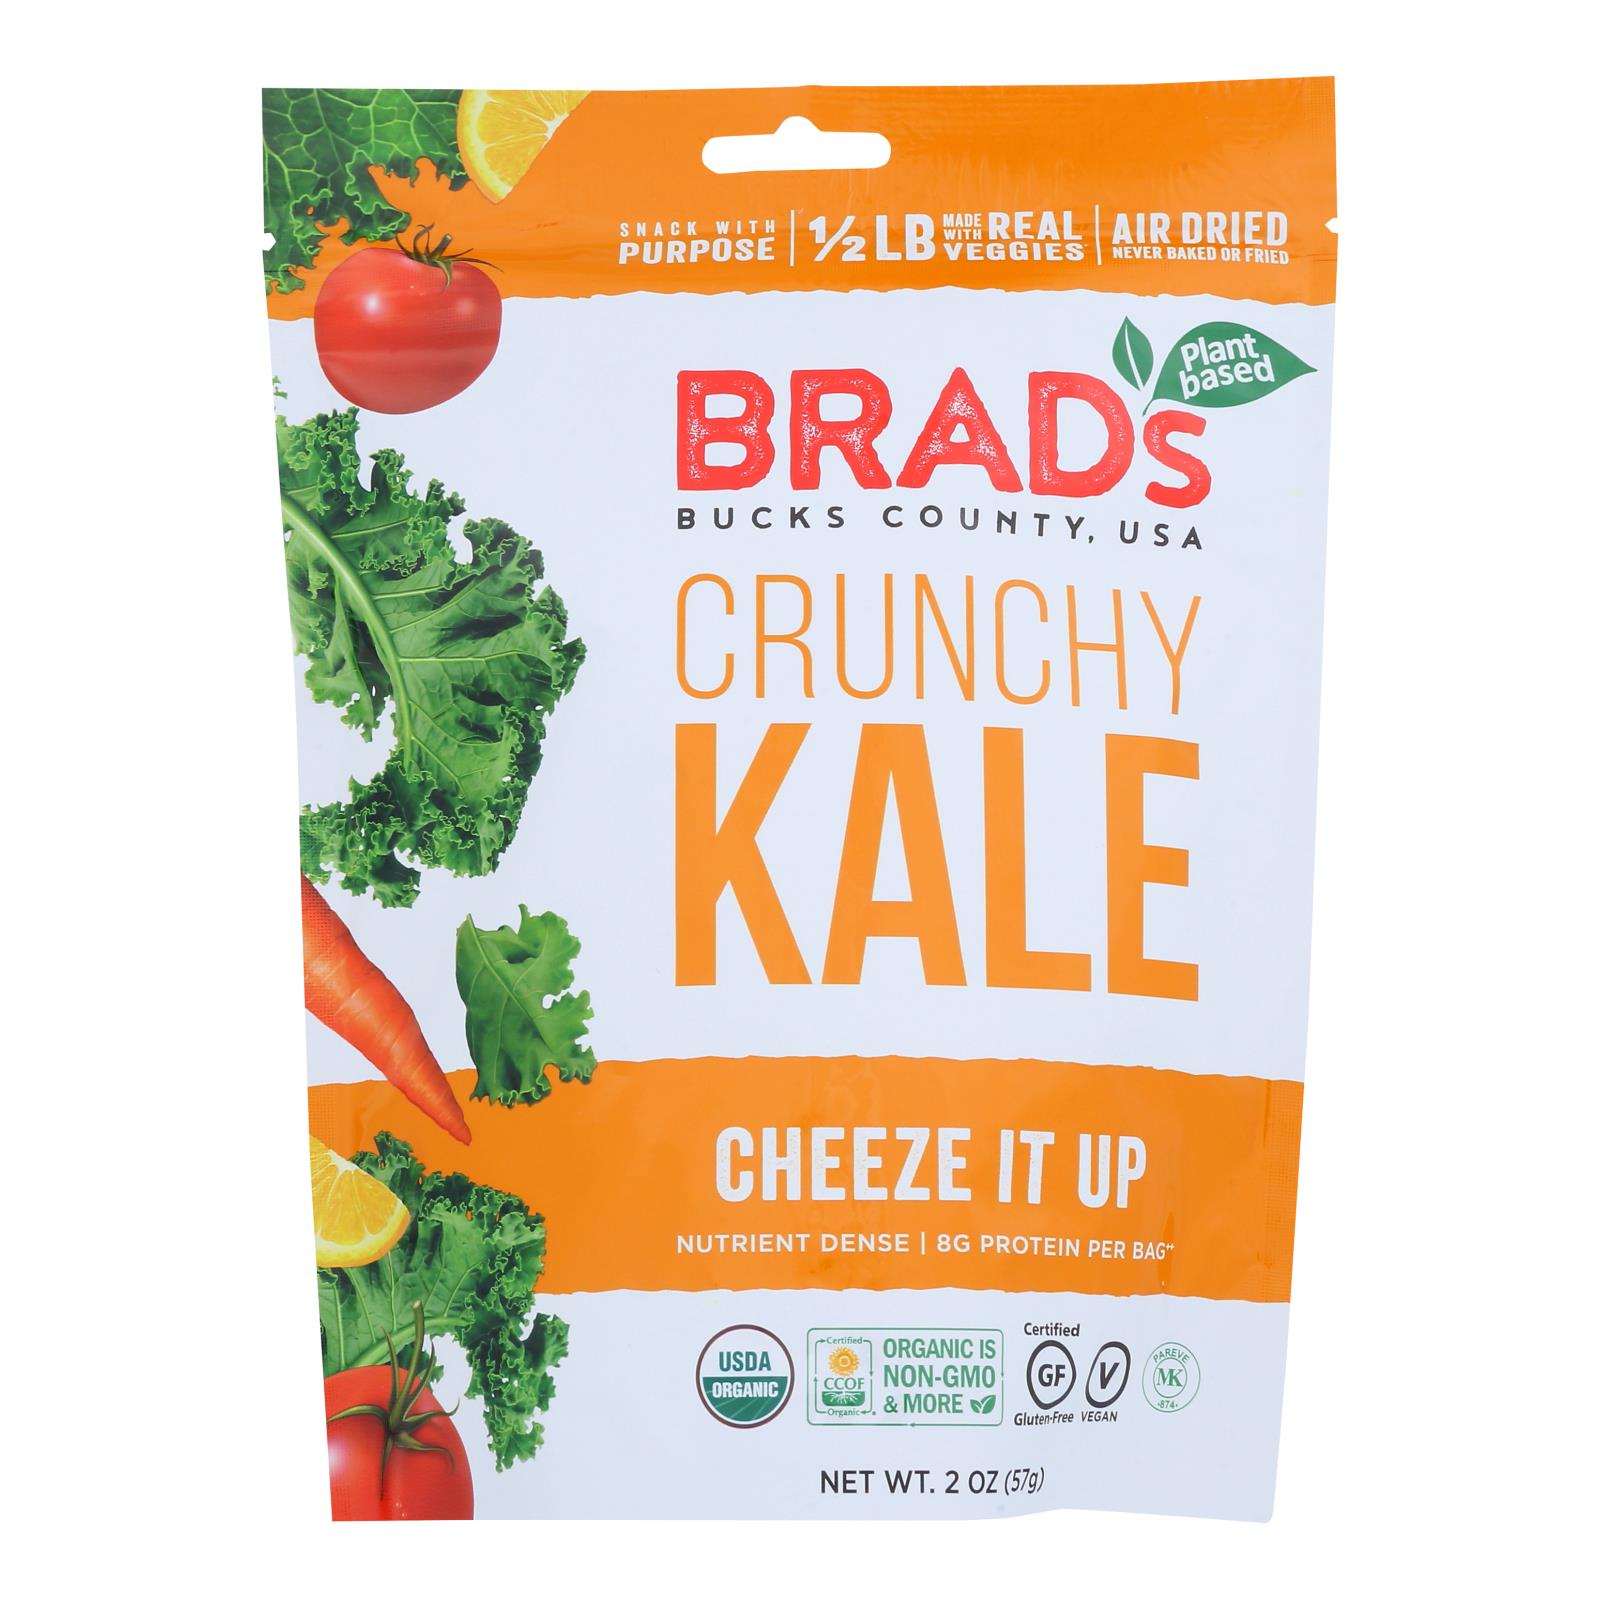 SNACK WITH
PURPOSE
1/2 LB
MADE
WITH
REAL
VEGGIES
AIR DRIED
NEVER BAKED OR FRIED
Plant
based
BRAD'S
BUCKS COUNTY, USA
CRUNCHY
KALE
CHEEZE IT UP
NUTRIENT DENSE | 8G PROTEIN PER BAG++
USDA
ORGANIC
Certified
CCOF
Organic
ORGANIC IS
NON-GMO
& MORE
Certified
GF
Gluten-Free
V
VEGAN
PAREVE
MK
-874-
NET WT. 2 OZ (57g)